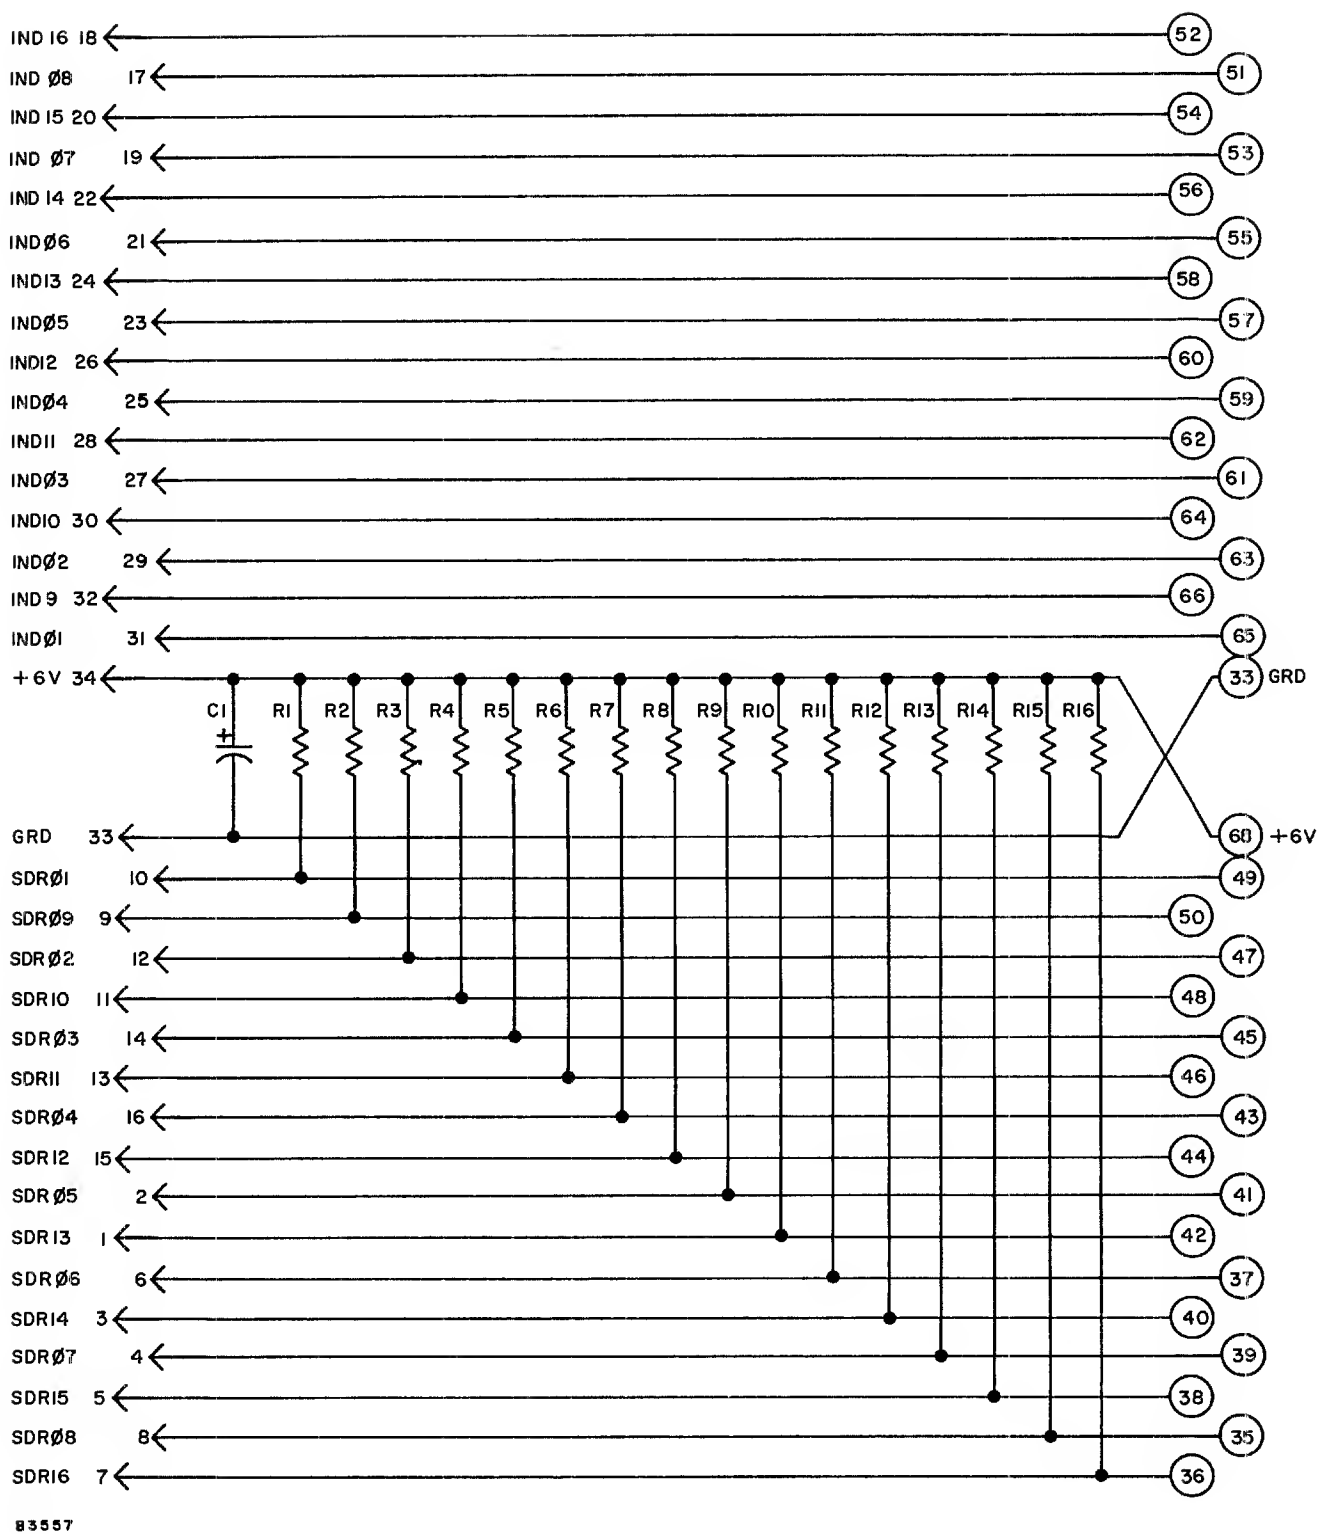 IND 16 18 52
IND Ø8 17 51
IND 15 20 54
IND Ø7 19 53
IND 14 22 56
INDØ6 21 55
IND13 24 58
INDØ5 23 57
IND12 26 60
INDØ4 25 59
IND11 28 62
INDØ3 27 61
IND10 30 64
INDØ2 29 63
IND 9 32 66
INDØ1 31 65
+6V 34 33 GRD
C1 R1 R2 R3 R4 R5 R6 R7 R8 R9 R10 R11 R12 R13 R14 R15 R16
+
GRD 33 +6V
SDRØ1 10 49
SDRØ9 9 50
SDRØ2 12 47
SDR10 11 48
SDRØ3 14 45
SDR11 13 46
SDRØ4 16 43
SDR12 15 44
SDRØ5 2 41
SDR13 1 42
SDRØ6 6 37
SDR14 3 40
SDRØ7 4 39
SDR15 5 38
SDRØ8 8 35
SDR16 7 36
83557